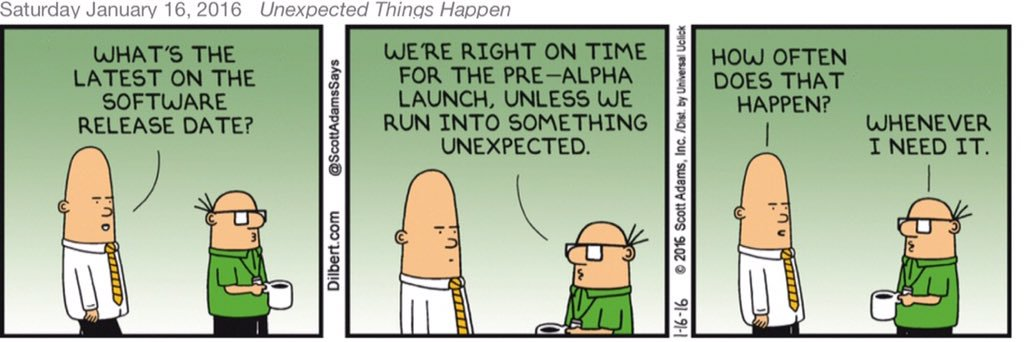 Saturday January 16, 2016 Unexpected Things Happen
WHAT'S THE
LATEST ON THE
SOFTWARE
RELEASE DATE?
Dilbert.com @ScottAdamsSays
WE'RE RIGHT ON TIME
FOR THE PRE-ALPHA
LAUNCH, UNLESS WE
RUN INTO SOMETHING
UNEXPECTED.
1-16-16 © 2016 Scott Adams, Inc. /Dist. by Universal Uclick
HOW OFTEN
DOES THAT
HAPPEN?
WHENEVER
I NEED IT.